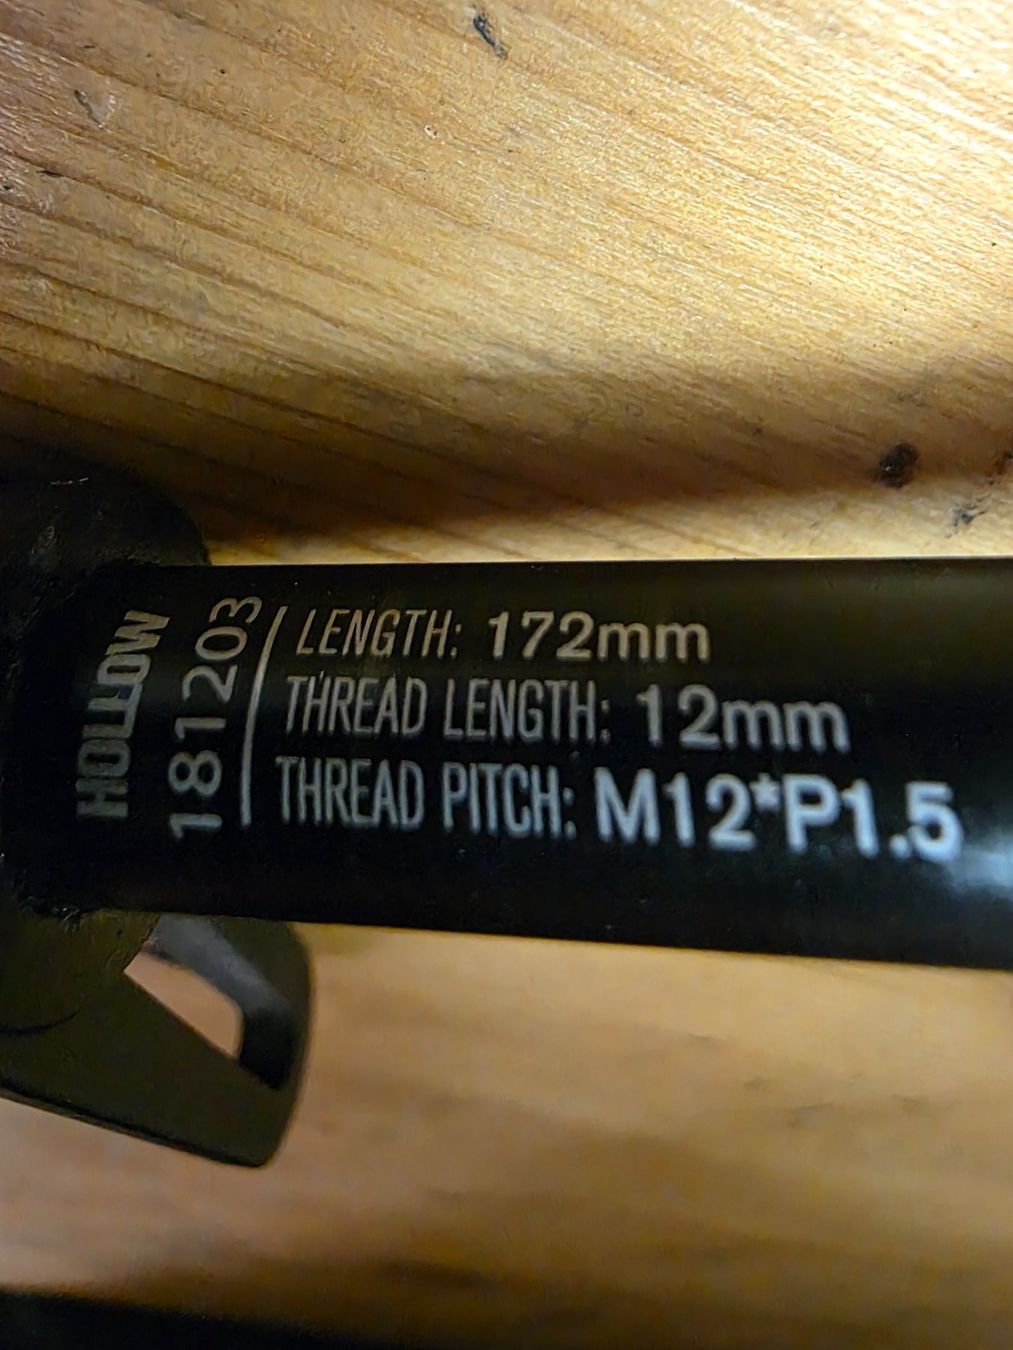 HOLLOW
181203
LENGTH: 172mm
THREAD LENGTH: 12mm
THREAD PITCH: M12*P1.5